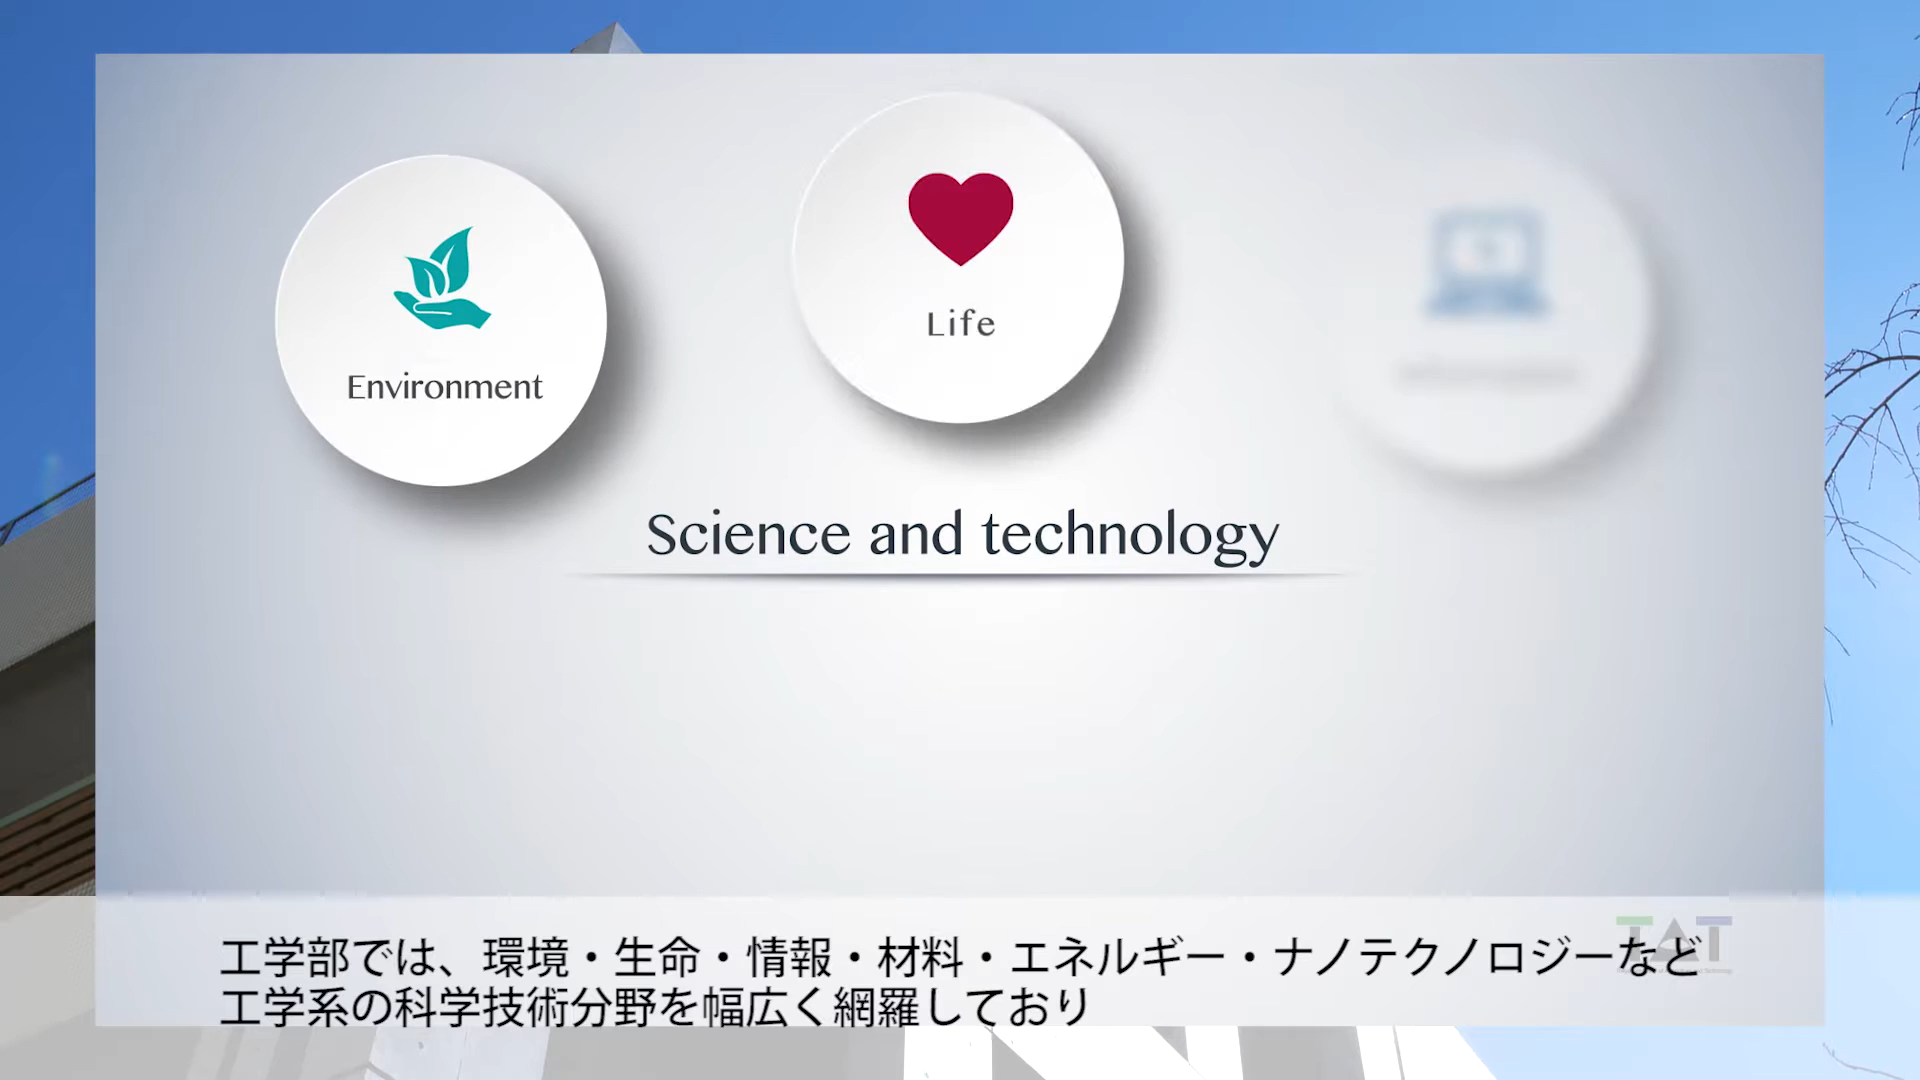 Environment
Life
Science and technology
TAT
工学部では、環境・生命・情報・材料・エネルギー・ナノテクノロジーなど
工学系の科学技術分野を幅広く網羅しており